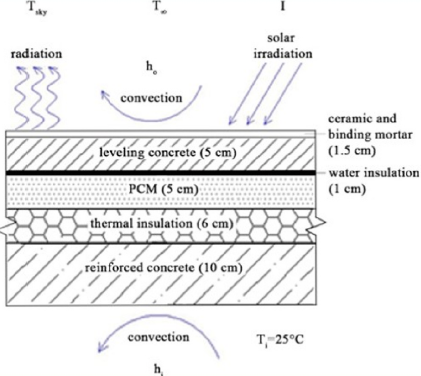 T_sky T_∞ I
solar
irradiation
radiation
h_o
convection
ceramic and
binding mortar
(1.5 cm)
leveling concrete (5 cm)
water insulation
(1 cm)
PCM (5 cm)
thermal insulation (6 cm)
reinforced concrete (10 cm)
convection
T_i=25°C
h_i